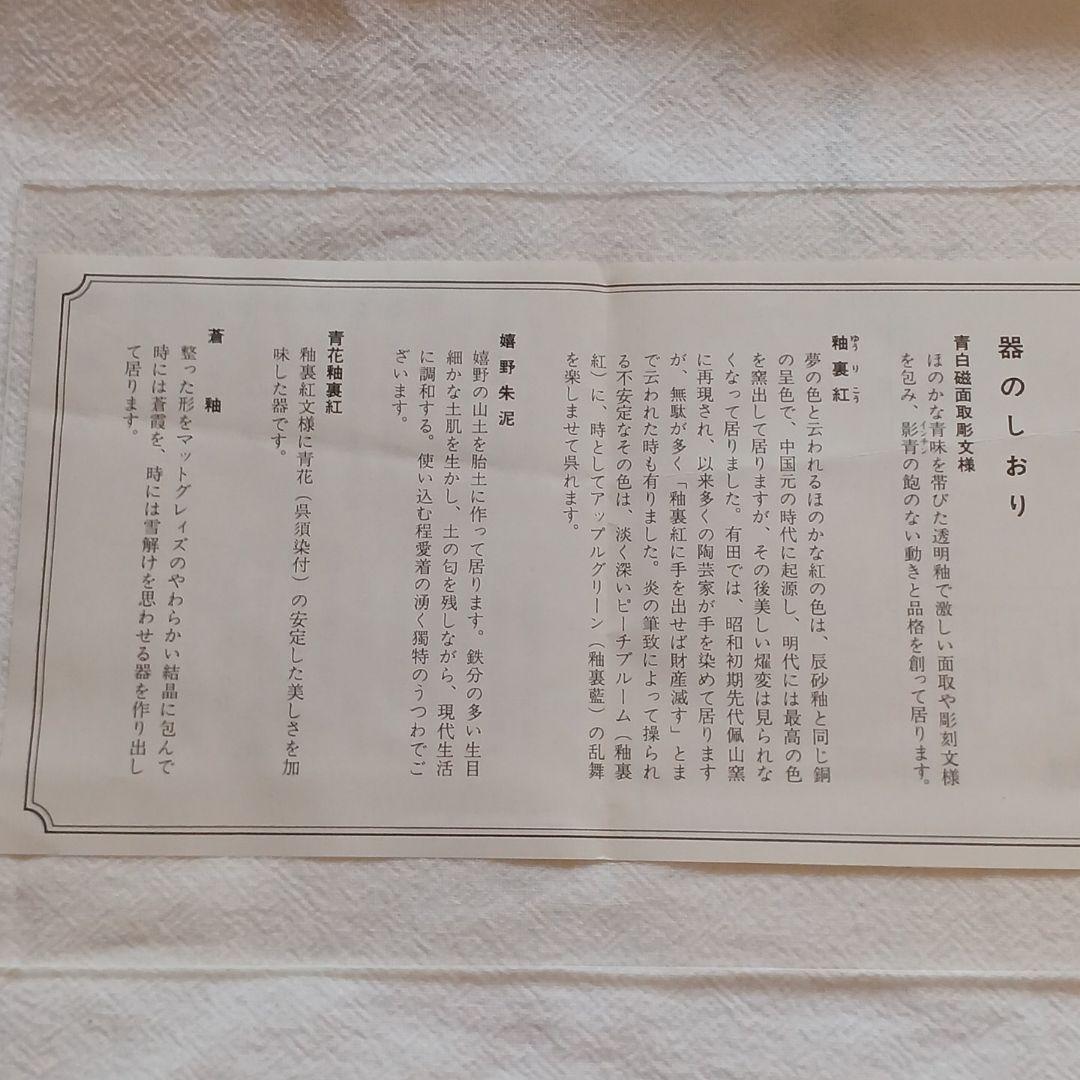 器のしおり
青白磁面取彫文様
ほのかな青味を帯びた透明釉で激しい面取や彫刻文様
を包み、影青の飽のない動きと品格を創って居ります。
インチン
釉裏紅
ゆうりこう
夢の色と云われるほのかな紅の色は、辰砂釉と同じ銅
の呈色で、中国元の時代に起源し、明代には最高の色
を窯出して居りますが、その後美しい燿変は見られな
くなって居りました。有田では、昭和初期先代佩山窯
に再現され、以来多くの陶芸家が手を染めて居ります
が、無駄が多く「釉裏紅に手を出せば財産滅す」とま
で云われた時も有りました。炎の筆致によって操られ
る不安定なその色は、淡く深いピーチブルーム（釉裏
紅）に、時としてアップルグリーン（釉裏藍）の乱舞
を楽しませて呉れます。
嬉野朱泥
嬉野の山土を胎土に作って居ります。鉄分の多い生目
細かな土肌を生かし、土の匂を残しながら、現代生活
に調和する。使い込む程愛着の湧く獨特のうつわでご
ざいます。
青花釉裏紅
釉裏紅文様に青花（呉須染付）の安定した美しさを加
味した器です。
蒼釉
整った形をマットグレィズのやわらかい結晶に包んで
時には蒼霞を、時には雪解けを思わせる器を作り出し
て居ります。